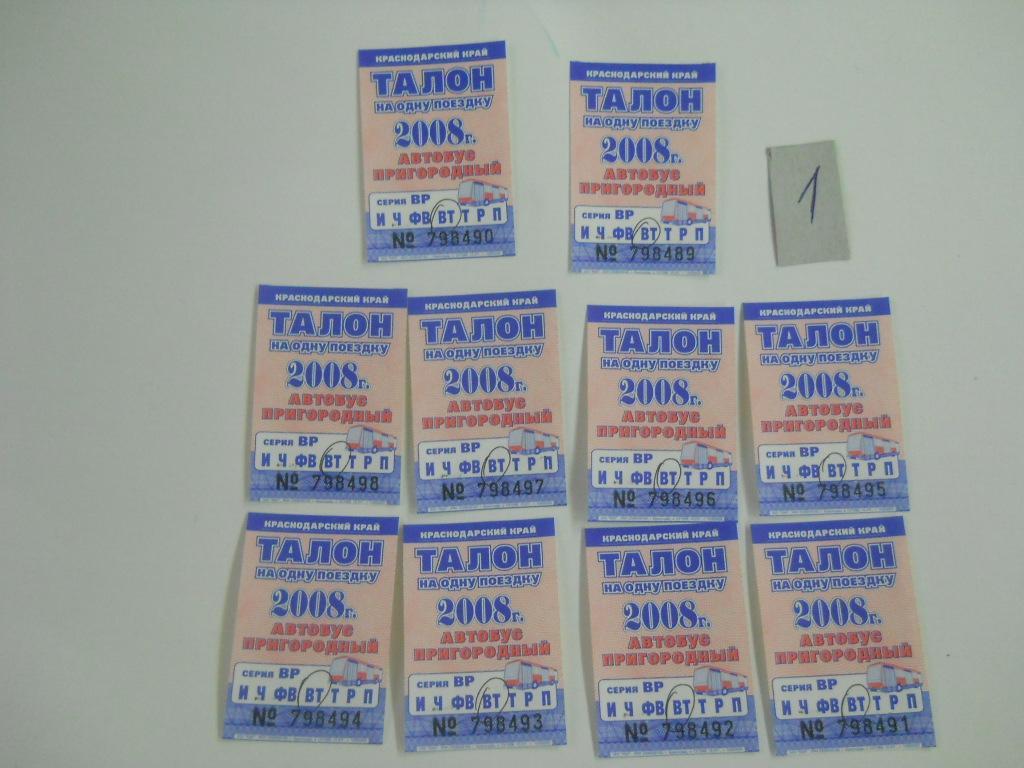 КРАСНОДАРСКИЙ КРАЙ
ТАЛОН
НА ОДНУ ПОЕЗДКУ
2008г.
АВТОБУС
ПРИГОРОДНЫЙ
СЕРИЯ ВР
И Ч ФВ ВТ Т Р П
№ 798490
КРАСНОДАРСКИЙ КРАЙ
ТАЛОН
НА ОДНУ ПОЕЗДКУ
2008г.
АВТОБУС
ПРИГОРОДНЫЙ
СЕРИЯ ВР
И Ч ФВ ВТ Т Р П
№ 798489
1
КРАСНОДАРСКИЙ КРАЙ
ТАЛОН
НА ОДНУ ПОЕЗДКУ
2008г.
АВТОБУС
ПРИГОРОДНЫЙ
СЕРИЯ ВР
И Ч ФВ ВТ Т Р П
№ 798498
КРАСНОДАРСКИЙ КРАЙ
ТАЛОН
НА ОДНУ ПОЕЗДКУ
2008г.
АВТОБУС
ПРИГОРОДНЫЙ
СЕРИЯ ВР
И Ч ФВ ВТ Т Р П
№ 798497
КРАСНОДАРСКИЙ КРАЙ
ТАЛОН
НА ОДНУ ПОЕЗДКУ
2008г.
АВТОБУС
ПРИГОРОДНЫЙ
СЕРИЯ ВР
И Ч ФВ ВТ Т Р П
№ 798496
КРАСНОДАРСКИЙ КРАЙ
ТАЛОН
НА ОДНУ ПОЕЗДКУ
2008г.
АВТОБУС
ПРИГОРОДНЫЙ
СЕРИЯ ВР
И Ч ФВ ВТ Т Р П
№ 798495
КРАСНОДАРСКИЙ КРАЙ
ТАЛОН
НА ОДНУ ПОЕЗДКУ
2008г.
АВТОБУС
ПРИГОРОДНЫЙ
СЕРИЯ ВР
И Ч ФВ ВТ Т Р П
№ 798494
КРАСНОДАРСКИЙ КРАЙ
ТАЛОН
НА ОДНУ ПОЕЗДКУ
2008г.
АВТОБУС
ПРИГОРОДНЫЙ
СЕРИЯ ВР
И Ч ФВ ВТ Т Р П
№ 798493
КРАСНОДАРСКИЙ КРАЙ
ТАЛОН
НА ОДНУ ПОЕЗДКУ
2008г.
АВТОБУС
ПРИГОРОДНЫЙ
СЕРИЯ ВР
И Ч ФВ ВТ Т Р П
№ 798492
КРАСНОДАРСКИЙ КРАЙ
ТАЛОН
НА ОДНУ ПОЕЗДКУ
2008г.
АВТОБУС
ПРИГОРОДНЫЙ
СЕРИЯ ВР
И Ч ФВ ВТ Т Р П
№ 798491